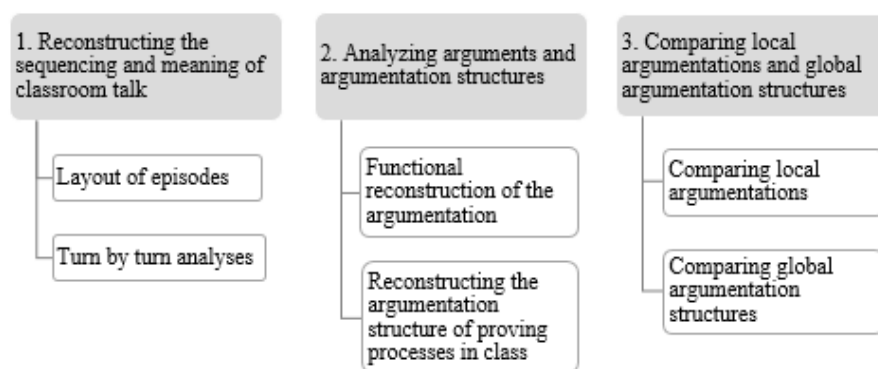 1. Reconstructing the
sequencing and meaning of
classroom talk
Layout of episodes
Turn by turn analyses
2. Analyzing arguments and
argumentation structures
Functional
reconstruction of the
argumentation
Reconstructing the
argumentation
structure of proving
processes in class
3. Comparing local
argumentations and global
argumentation structures
Comparing local
argumentations
Comparing global
argumentation
structures